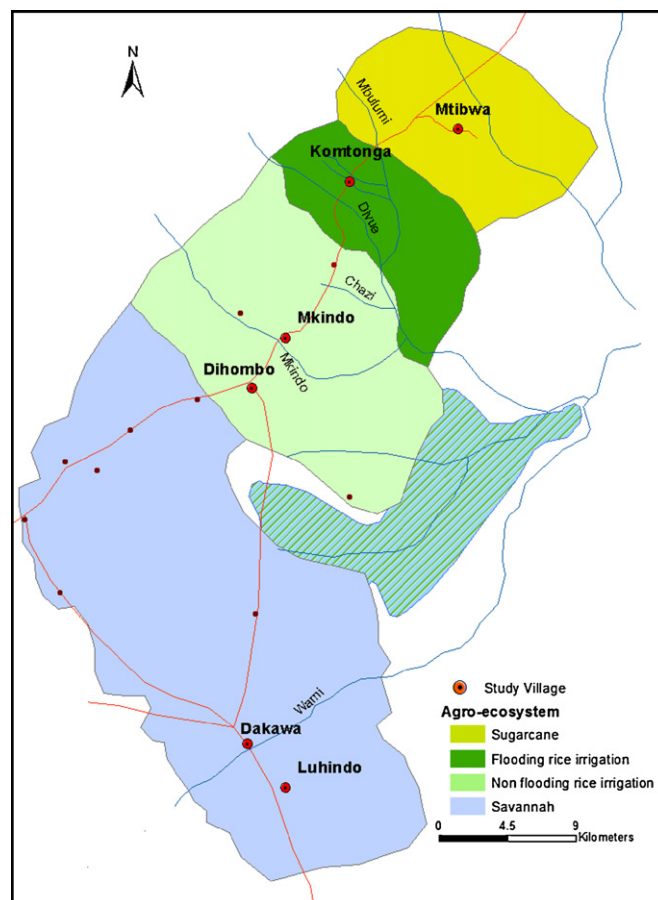 N
Mbulumi
Mtibwa
Komtonga
Divue
Chazi
Mkindo
Mkindo
Dihombo
Wami
Dakawa
Luhindo
Study Village
Agro-ecosystem
Sugarcane
Flooding rice irrigation
Non flooding rice irrigation
Savannah
0 4.5 9
Kilometers